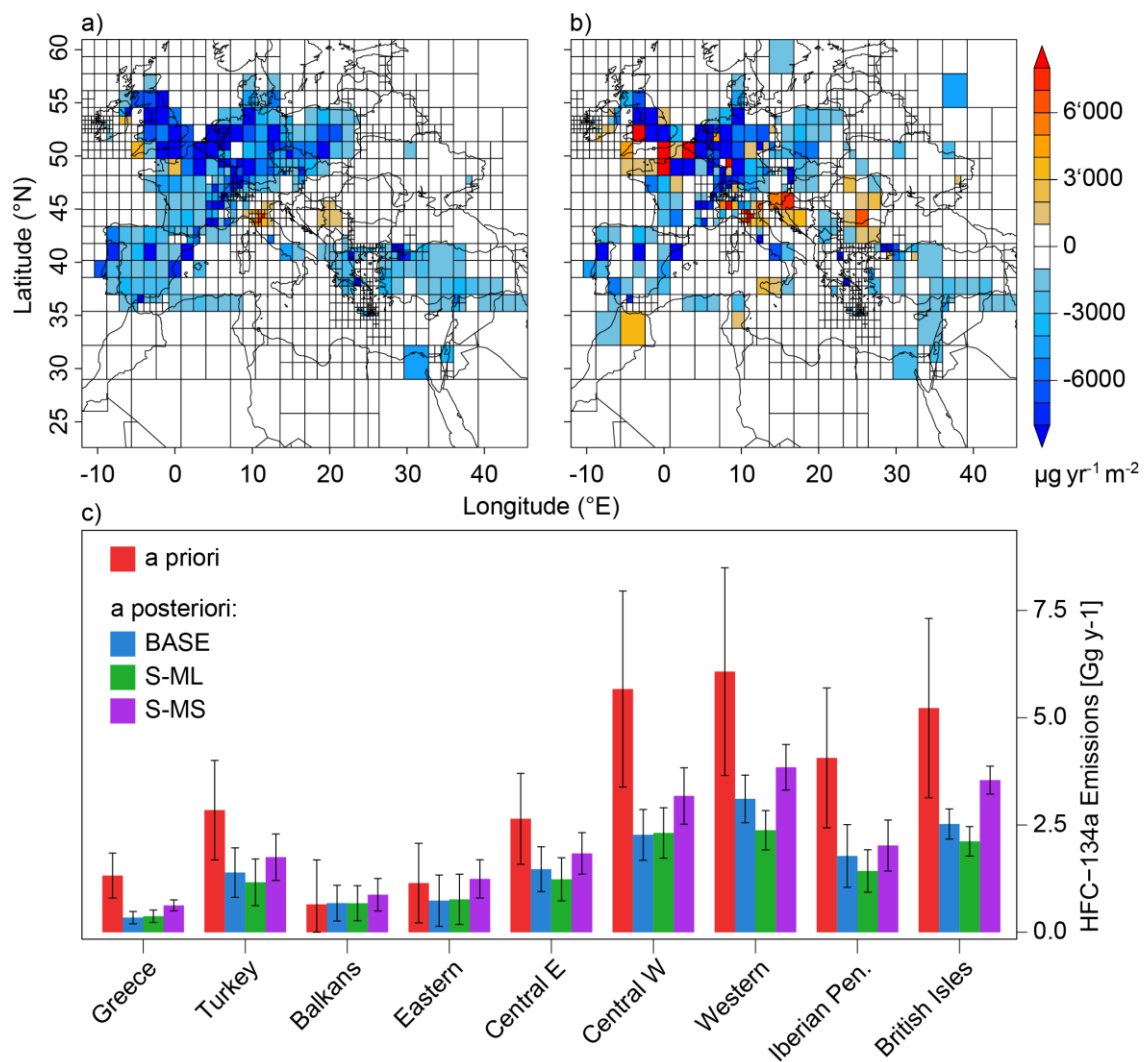 a)
b)
60
55
50
45
40
35
30
25
Latitude (°N)
-10 0 10 20 30 40
-10 0 10 20 30 40
Longitude (°E)
6‘000
3‘000
0
-3000
-6000
µg yr-1 m-2
c)
a priori
a posteriori:
BASE
S-ML
S-MS
7.5
5.0
2.5
0.0
HFC−134a Emissions [Gg y-1]
Greece
Turkey
Balkans
Eastern
Central E
Central W
Western
Iberian Pen.
British Isles